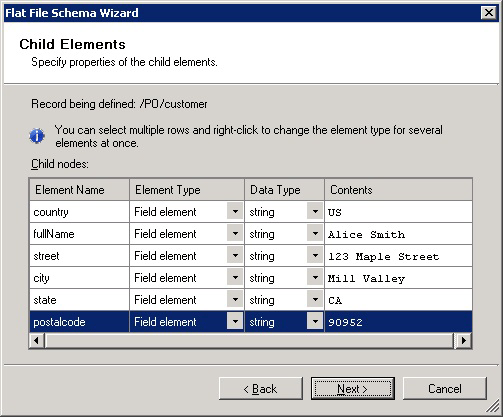 Flat File Schema Wizard
Child Elements
Specify properties of the child elements.
Record being defined: /PO/customer
You can select multiple rows and right-click to change the element type for several
elements at once.
Child nodes:
Element Name Element Type Data Type Contents
country Field element string US
fullName Field element string Alice Smith
street Field element string 123 Maple Street
city Field element string Mill Valley
state Field element string CA
postalcode Field element string 90952
< Back Next > Cancel